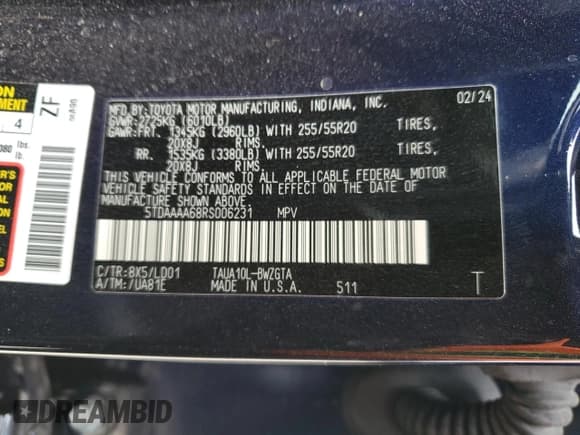 MFD. BY: TOYOTA MOTOR MANUFACTURING, INDIANA, INC. 02/24
GVWR: 2725KG (6010LB)
GAWR: FRT. 1345KG (2960LB) WITH 255/55R20 TIRES,
20X8J RIMS.
RR. 1535KG (3380LB) WITH 255/55R20 TIRES,
20X8J RIMS.
THIS VEHICLE CONFORMS TO ALL APPLICABLE FEDERAL MOTOR
VEHICLE SAFETY STANDARDS IN EFFECT ON THE DATE OF
MANUFACTURE SHOWN ABOVE.
5TDAAAA68RS006231 MPV
C/TR: 8X5/LD01 TAUA10L-BWZGTA
A/TM: /UA81E MADE IN U.S.A. 511 T
ZF
4
lbs.
DREAMBID